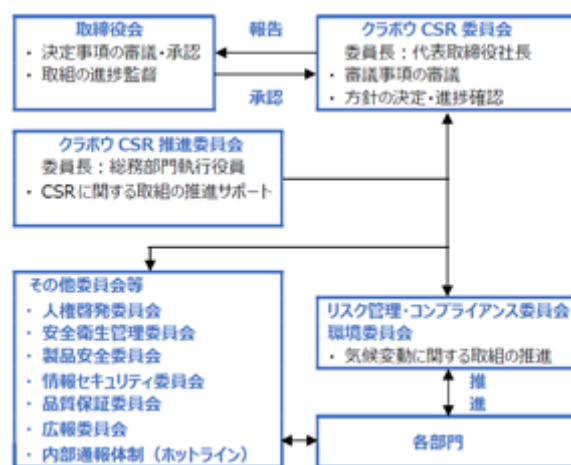 取締役会
・ 決定事項の審議・承認
・ 取組の進捗監督
報告
承認
クラボウ CSR 委員会
委員長；代表取締役社長
・ 審議事項の審議
・ 方針の決定・進捗確認
クラボウ CSR 推進委員会
委員長；総務部門執行役員
・ CSRに関する取組の推進サポート
その他委員会等
・ 人権啓発委員会
・ 安全衛生管理委員会
・ 製品安全委員会
・ 情報セキュリティ委員会
・ 品質保証委員会
・ 広報委員会
・ 内部通報体制（ホットライン）
リスク管理・コンプライアンス委員会
環境委員会
・ 気候変動に関する取組の推進
推
進
各部門